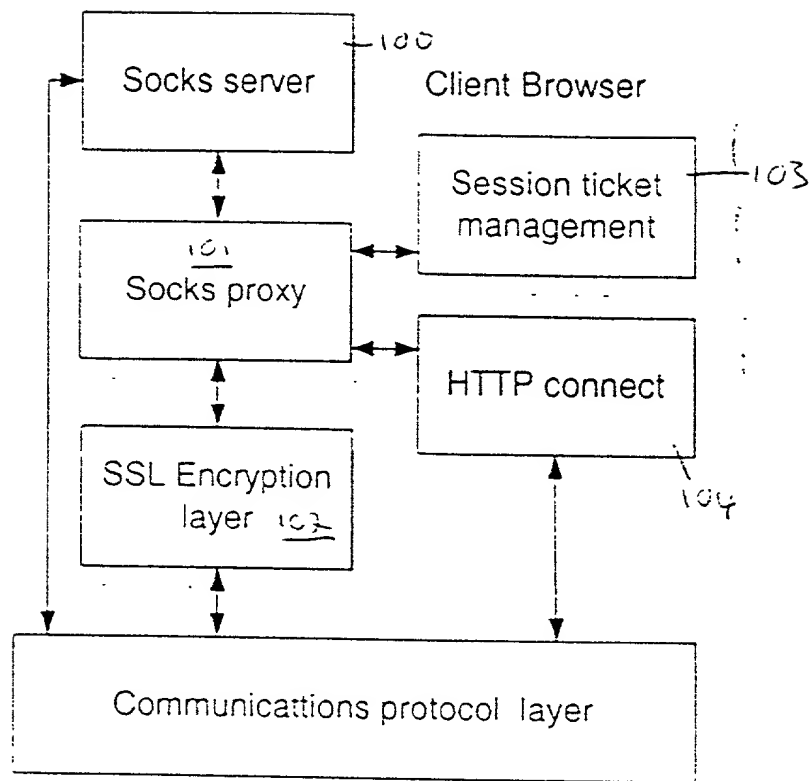 100
Socks server
Client Browser
Session ticket
management
103
101
Socks proxy
HTTP connect
SSL Encryption
layer 102
104
Communicattions protocol layer